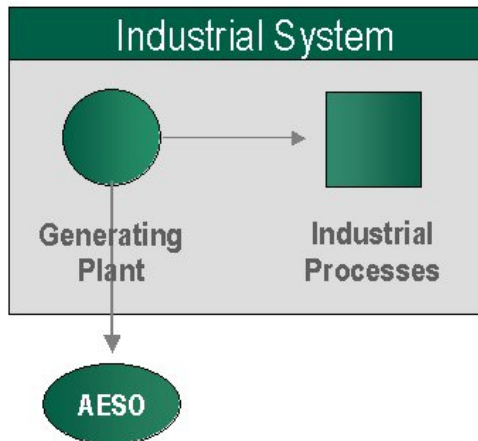 Industrial System
Generating
Plant
Industrial
Processes
AESO